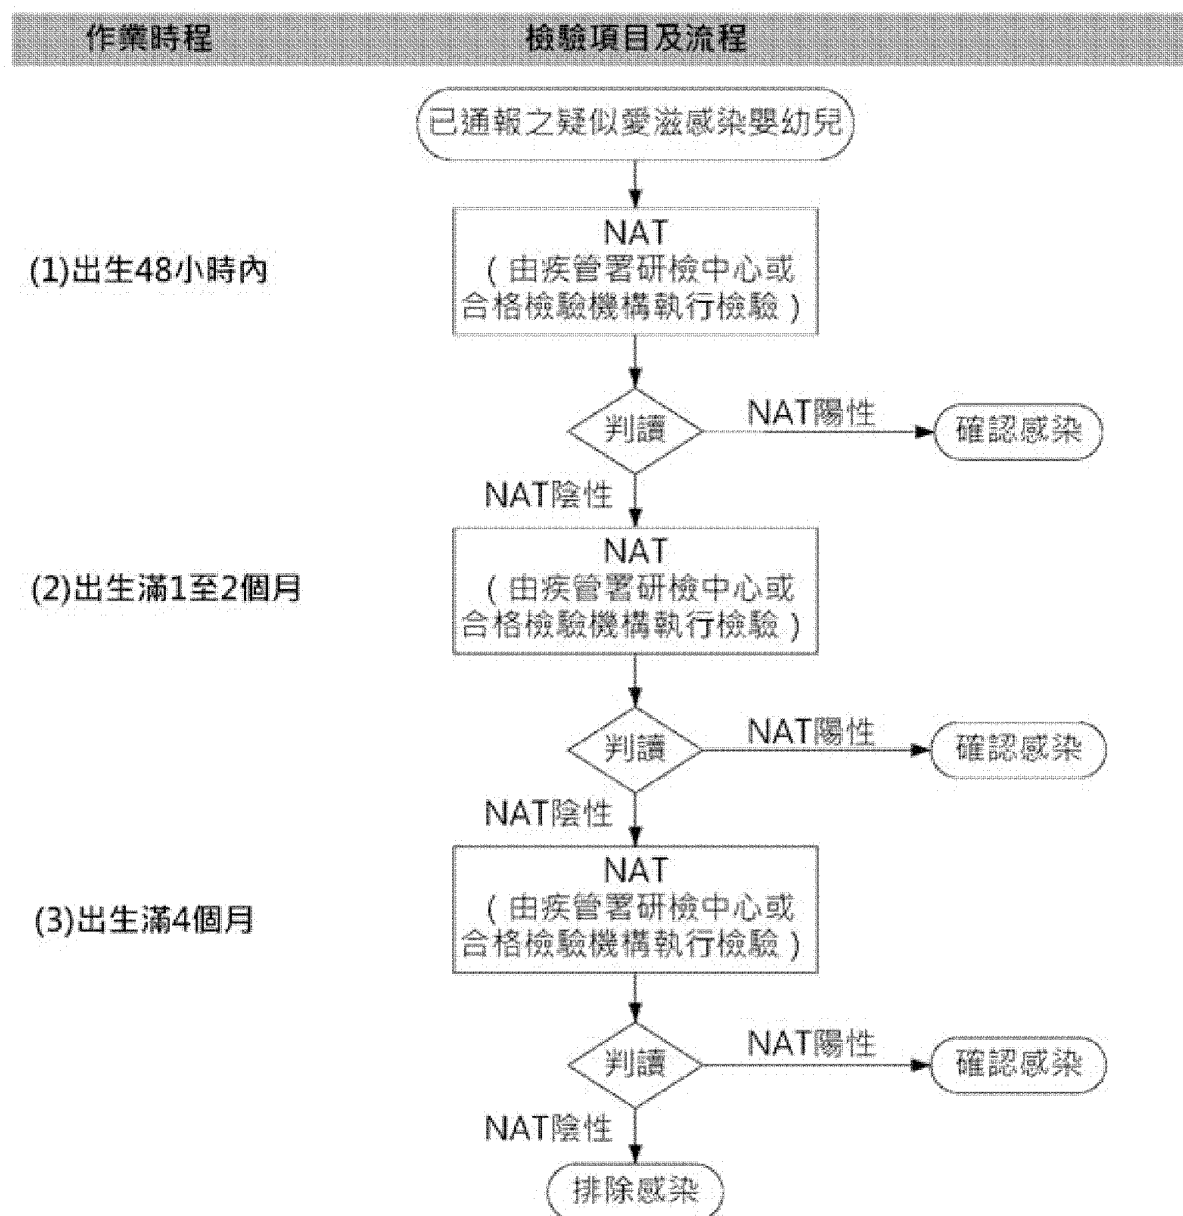 作業時程
檢驗項目及流程
已通報之疑似愛滋感染嬰幼兒
(1)出生48小時內
NAT
（由疾管署研檢中心或
合格檢驗機構執行檢驗）
判讀
NAT陽性
確認感染
NAT陰性
(2)出生滿1至2個月
NAT
（由疾管署研檢中心或
合格檢驗機構執行檢驗）
判讀
NAT陽性
確認感染
NAT陰性
(3)出生滿4個月
NAT
（由疾管署研檢中心或
合格檢驗機構執行檢驗）
判讀
NAT陽性
確認感染
NAT陰性
排除感染